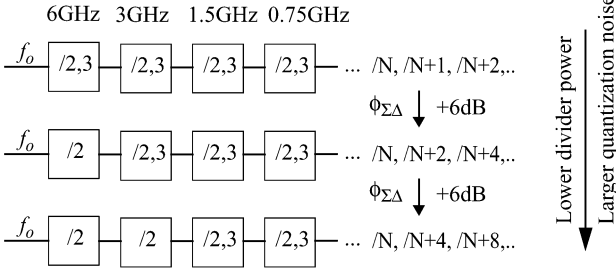 6GHz 3GHz 1.5GHz 0.75GHz
fₒ /2,3 /2,3 /2,3 /2,3 ... /N, /N+1, /N+2,..
ϕΣΔ +6dB
fₒ /2 /2,3 /2,3 /2,3 ... /N, /N+2, /N+4,..
ϕΣΔ +6dB
fₒ /2 /2 /2,3 /2,3 ... /N, /N+4, /N+8,..
Lower divider power
Larger quantization noise